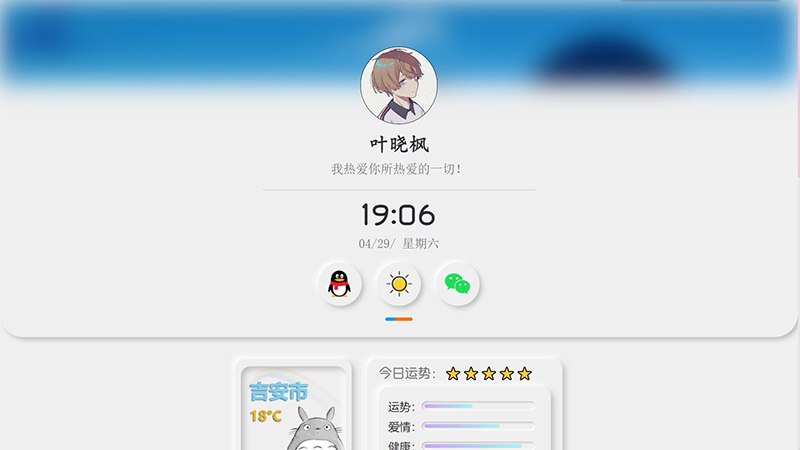 叶晓枫
我热爱你所热爱的一切!
19:06
04/29/ 星期六
吉安市
18°C
今日运势:
运势:
爱情:
健康: